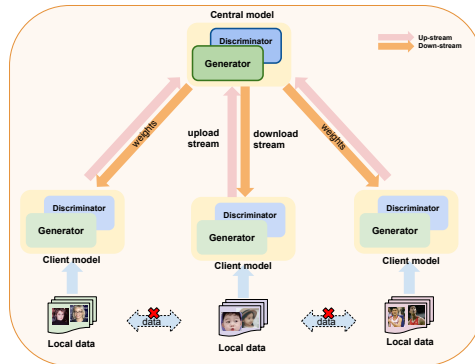 Central model
Up-stream
Down-stream
Discriminator
Generator
weights
upload
stream
download
stream
weights
Discriminator
Generator
Client model
Discriminator
Generator
Client model
Discriminator
Generator
Client model
Local data
data
Local data
data
Local data